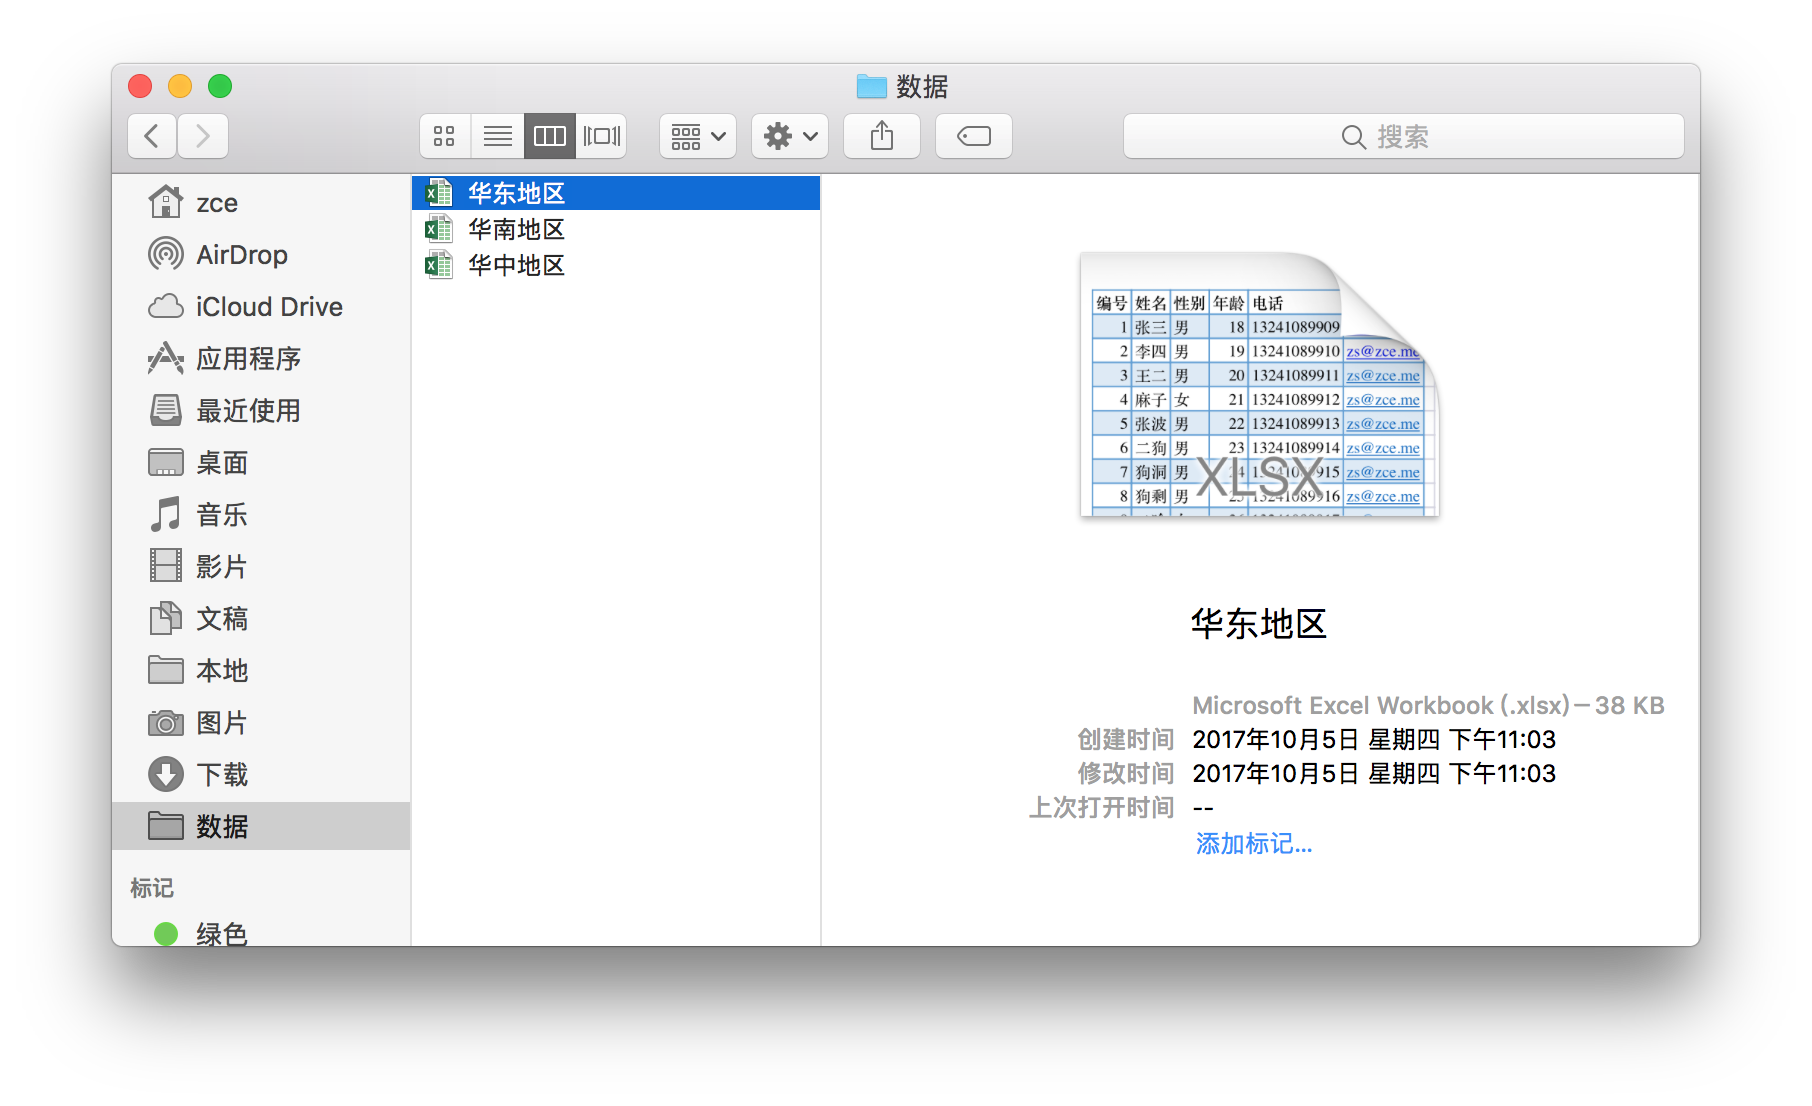 数据
搜索
zce
AirDrop
iCloud Drive
应用程序
最近使用
桌面
音乐
影片
文稿
本地
图片
下载
数据
标记
绿色
华东地区
华南地区
华中地区
编号 姓名 性别 年龄 电话
1 张三 男 18 13241089909
2 李四 男 19 13241089910 zs@zce.me
3 王二 男 20 13241089911 zs@zce.me
4 麻子 女 21 13241089912 zs@zce.me
5 张波 男 22 13241089913 zs@zce.me
6 二狗 男 23 13241089914 zs@zce.me
7 狗洞 男 24 13241089915 zs@zce.me
8 狗剩 男 25 13241089916 zs@zce.me
XLSX
华东地区
Microsoft Excel Workbook (.xlsx) – 38 KB
创建时间 2017年10月5日 星期四 下午11:03
修改时间 2017年10月5日 星期四 下午11:03
上次打开时间 --
添加标记...